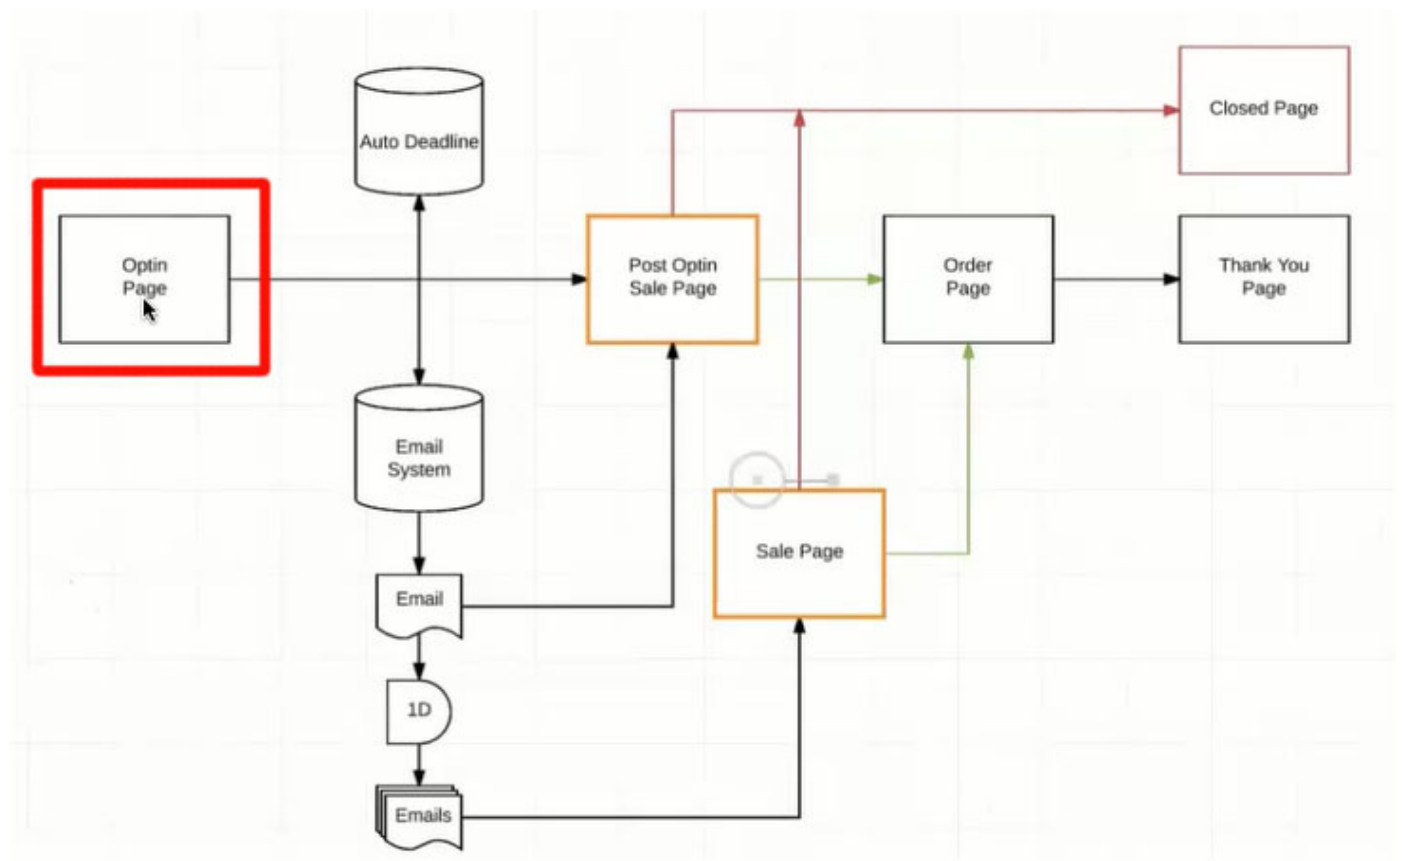 Closed Page
Auto Deadline
Optin
Page
Post Optin
Sale Page
Order
Page
Thank You
Page
Email
System
Sale Page
Email
1D
Emails